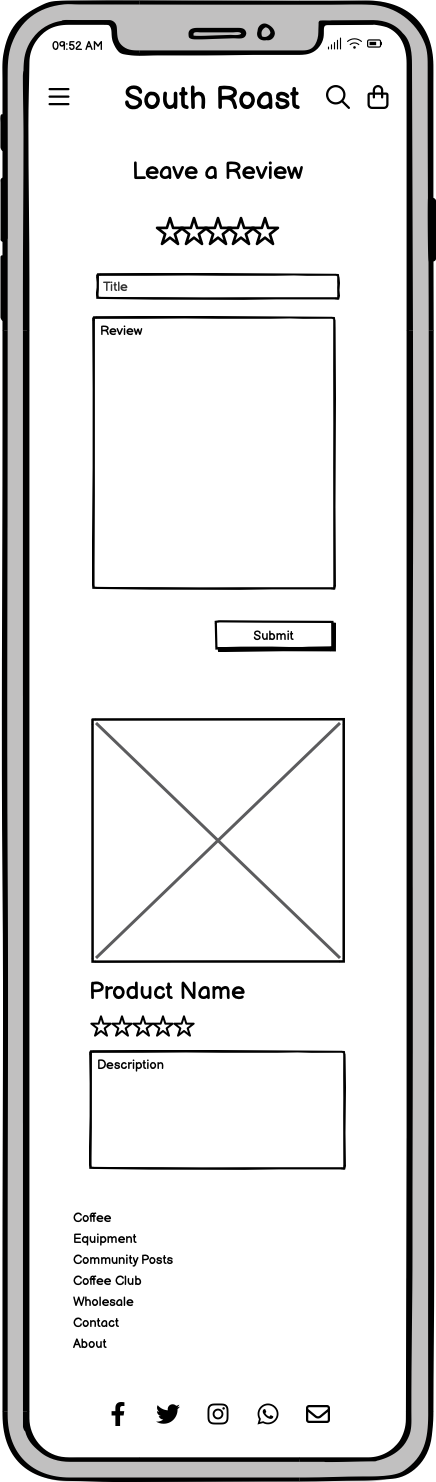 09:52 AM
South Roast
Leave a Review
Title
Review
Submit
Product Name
Description
Coffee
Equipment
Community Posts
Coffee Club
Wholesale
Contact
About